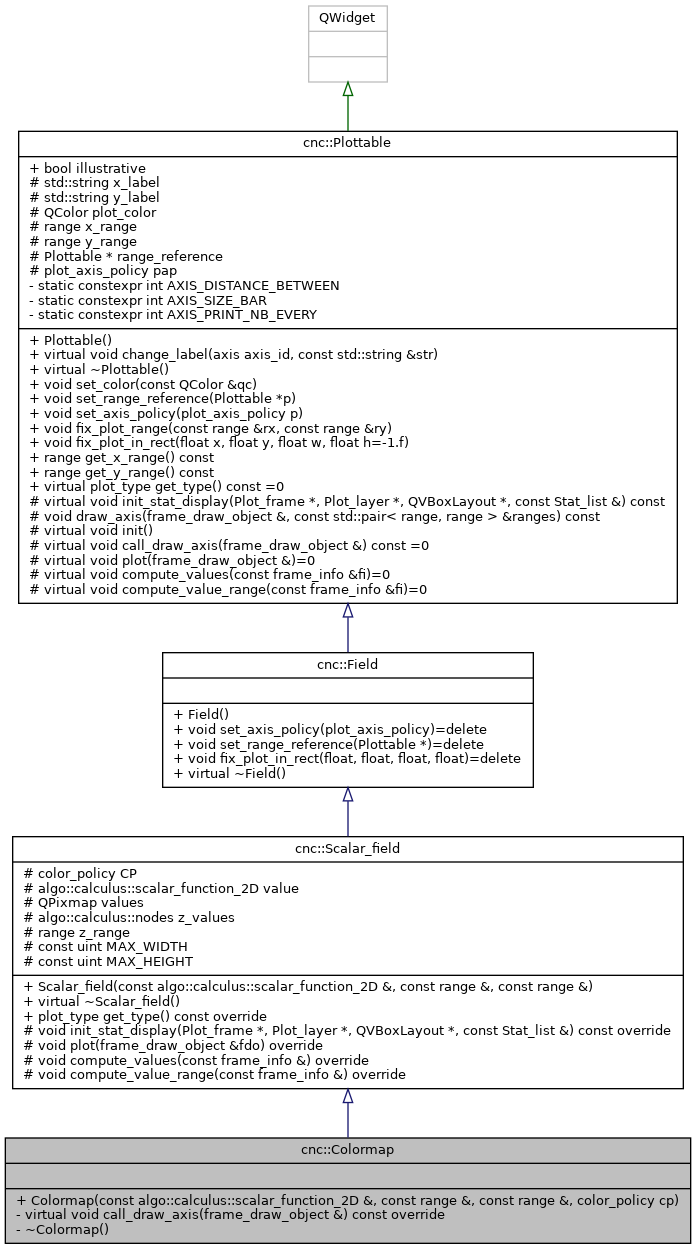 QWidget
cnc::Plottable
+ bool illustrative
# std::string x_label
# std::string y_label
# QColor plot_color
# range x_range
# range y_range
# Plottable * range_reference
# plot_axis_policy pap
- static constexpr int AXIS_DISTANCE_BETWEEN
- static constexpr int AXIS_SIZE_BAR
- static constexpr int AXIS_PRINT_NB_EVERY
+ Plottable()
+ virtual void change_label(axis axis_id, const std::string &str)
+ virtual ~Plottable()
+ void set_color(const QColor &qc)
+ void set_range_reference(Plottable *p)
+ void set_axis_policy(plot_axis_policy p)
+ void fix_plot_range(const range &rx, const range &ry)
+ void fix_plot_in_rect(float x, float y, float w, float h=-1.f)
+ range get_x_range() const
+ range get_y_range() const
+ virtual plot_type get_type() const =0
# virtual void init_stat_display(Plot_frame *, Plot_layer *, QVBoxLayout *, const Stat_list &) const
# void draw_axis(frame_draw_object &, const std::pair< range, range > &ranges) const
# virtual void init()
# virtual void call_draw_axis(frame_draw_object &) const =0
# virtual void plot(frame_draw_object &)=0
# virtual void compute_values(const frame_info &fi)=0
# virtual void compute_value_range(const frame_info &fi)=0
cnc::Field
+ Field()
+ void set_axis_policy(plot_axis_policy)=delete
+ void set_range_reference(Plottable *)=delete
+ void fix_plot_in_rect(float, float, float, float)=delete
+ virtual ~Field()
cnc::Scalar_field
# color_policy CP
# algo::calculus::scalar_function_2D value
# QPixmap values
# algo::calculus::nodes z_values
# range z_range
# const uint MAX_WIDTH
# const uint MAX_HEIGHT
+ Scalar_field(const algo::calculus::scalar_function_2D &, const range &, const range &)
+ virtual ~Scalar_field()
+ plot_type get_type() const override
# void init_stat_display(Plot_frame *, Plot_layer *, QVBoxLayout *, const Stat_list &) const override
# void plot(frame_draw_object &fdo) override
# void compute_values(const frame_info &) override
# void compute_value_range(const frame_info &) override
cnc::Colormap
+ Colormap(const algo::calculus::scalar_function_2D &, const range &, const range &, color_policy cp)
- virtual void call_draw_axis(frame_draw_object &) const override
- ~Colormap()